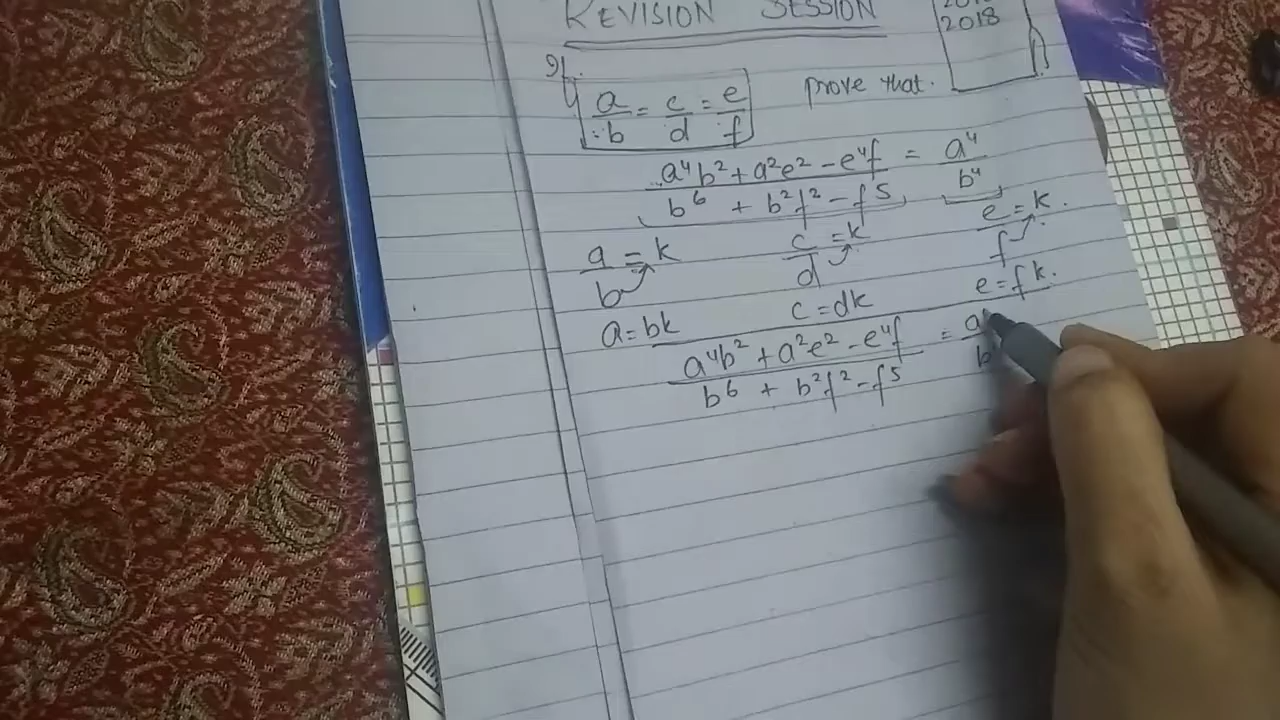 REVISION SESSION
2018
If a/b = c/d = e/f prove that.
a⁴b² + a²e² - e⁴f / b⁶ + b²f² - f⁵ = a⁴/b⁴
a/b = k c/d = k e/f = k.
a = bk c = dk e = fk.
a⁴b² + a²e² - e⁴f / b⁶ + b²f² - f⁵ = a/b